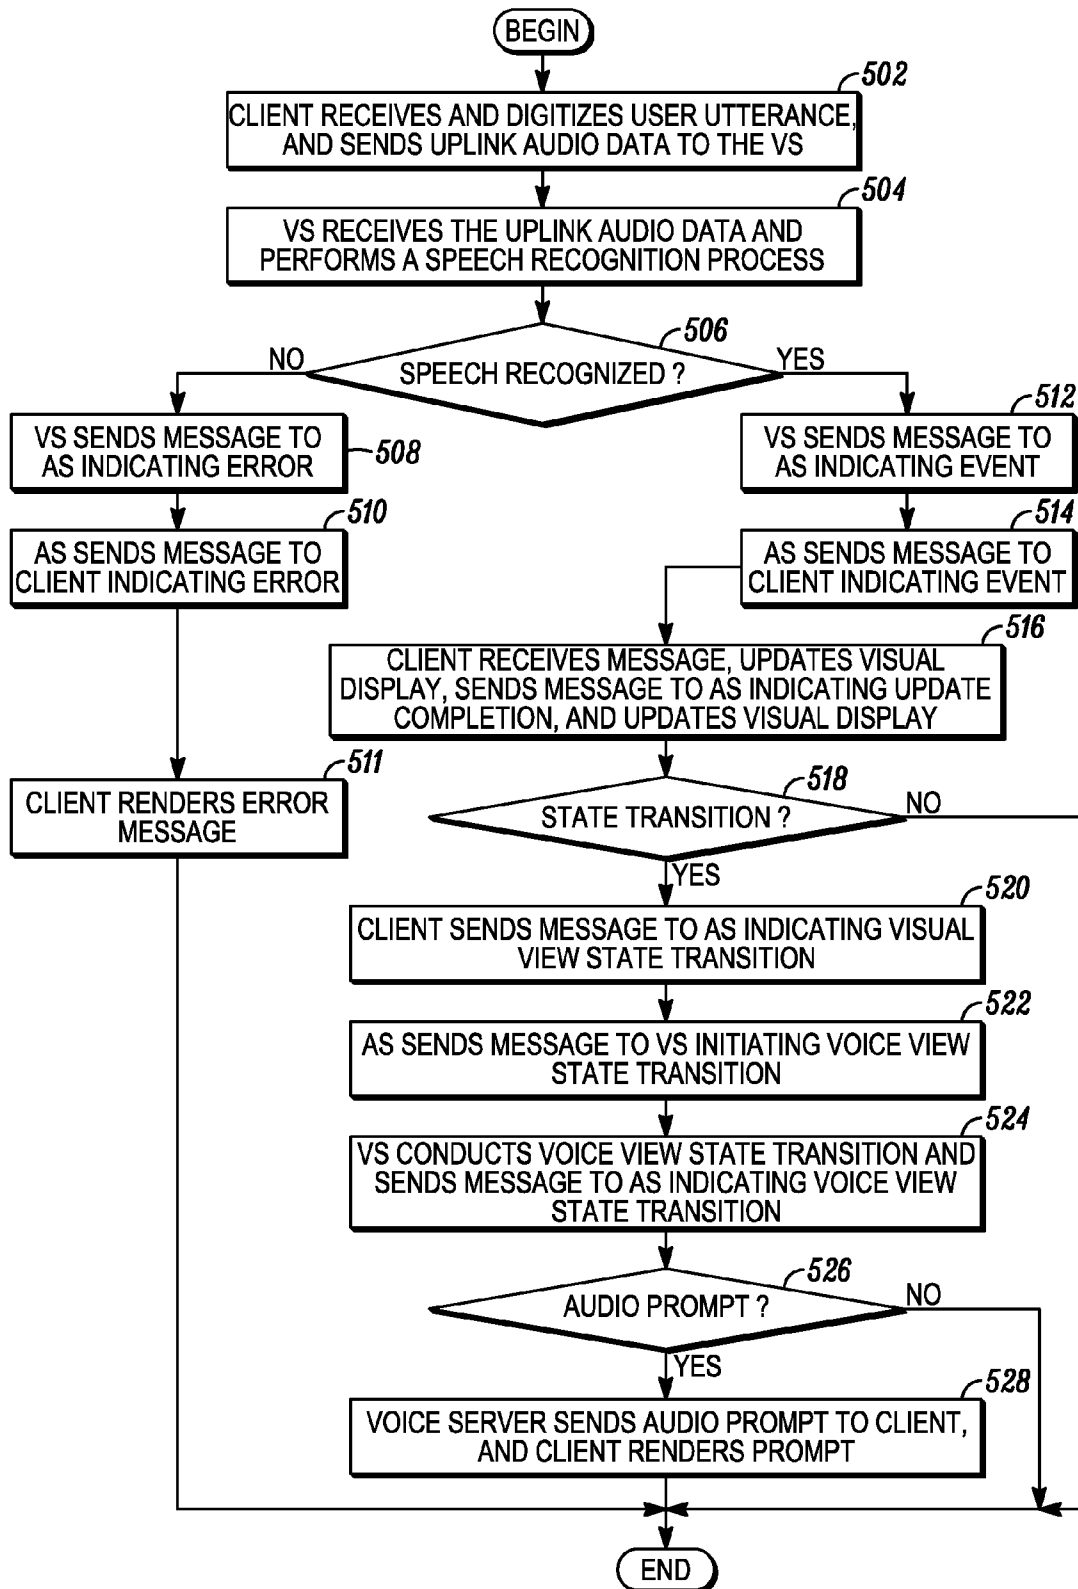 BEGIN
502
CLIENT RECEIVES AND DIGITIZES USER UTTERANCE,
AND SENDS UPLINK AUDIO DATA TO THE VS
504
VS RECEIVES THE UPLINK AUDIO DATA AND
PERFORMS A SPEECH RECOGNITION PROCESS
506
NO
SPEECH RECOGNIZED ?
YES
VS SENDS MESSAGE TO
AS INDICATING ERROR
508
512
VS SENDS MESSAGE TO
AS INDICATING EVENT
510
AS SENDS MESSAGE TO
CLIENT INDICATING ERROR
514
AS SENDS MESSAGE TO
CLIENT INDICATING EVENT
516
CLIENT RECEIVES MESSAGE, UPDATES VISUAL
DISPLAY, SENDS MESSAGE TO AS INDICATING UPDATE
COMPLETION, AND UPDATES VISUAL DISPLAY
511
CLIENT RENDERS ERROR
MESSAGE
518
STATE TRANSITION ?
NO
YES
520
CLIENT SENDS MESSAGE TO AS INDICATING VISUAL
VIEW STATE TRANSITION
522
AS SENDS MESSAGE TO VS INITIATING VOICE VIEW
STATE TRANSITION
524
VS CONDUCTS VOICE VIEW STATE TRANSITION AND
SENDS MESSAGE TO AS INDICATING VOICE VIEW
STATE TRANSITION
526
AUDIO PROMPT ?
NO
YES
528
VOICE SERVER SENDS AUDIO PROMPT TO CLIENT,
AND CLIENT RENDERS PROMPT
END